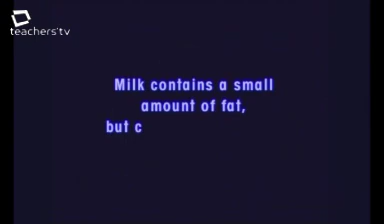 teachers'tv
Milk contains a small
amount of fat,
but c